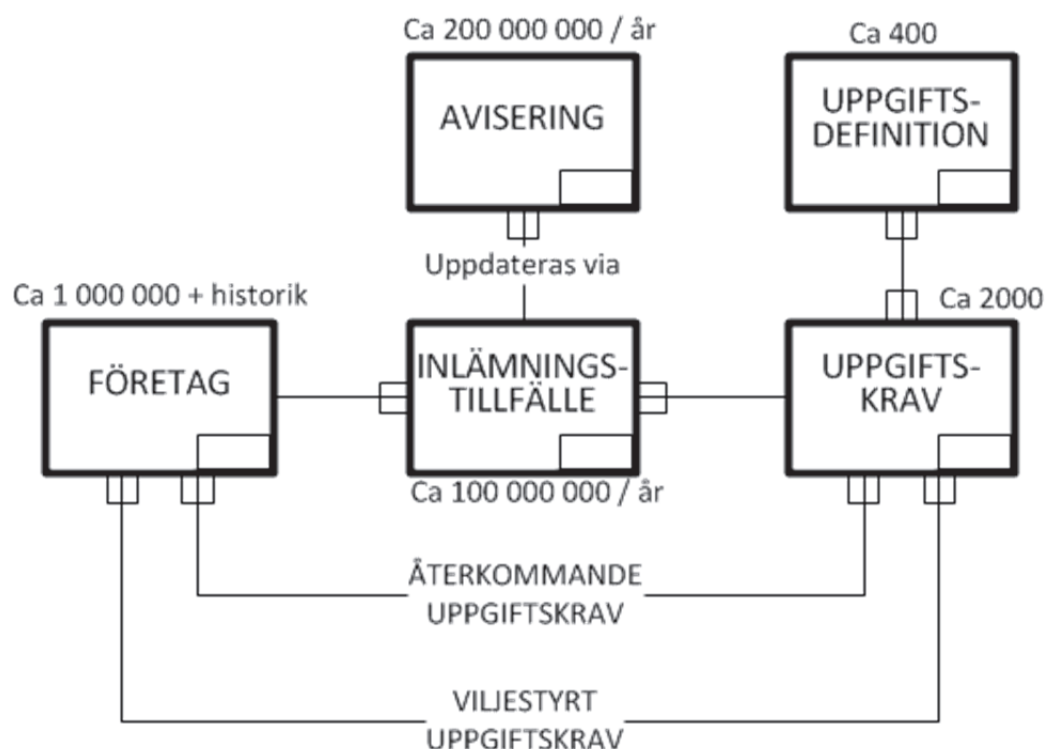 Ca 200 000 000 / år
Ca 400
AVISERING
UPPGIFTS-
DEFINITION
Uppdateras via
Ca 1 000 000 + historik
Ca 2000
FÖRETAG
INLÄMNINGS-
TILLFÄLLE
UPPGIFTS-
KRAV
Ca 100 000 000 / år
ÅTERKOMMANDE
UPPGIFTSKRAV
VILJESTYRT
UPPGIFTSKRAV